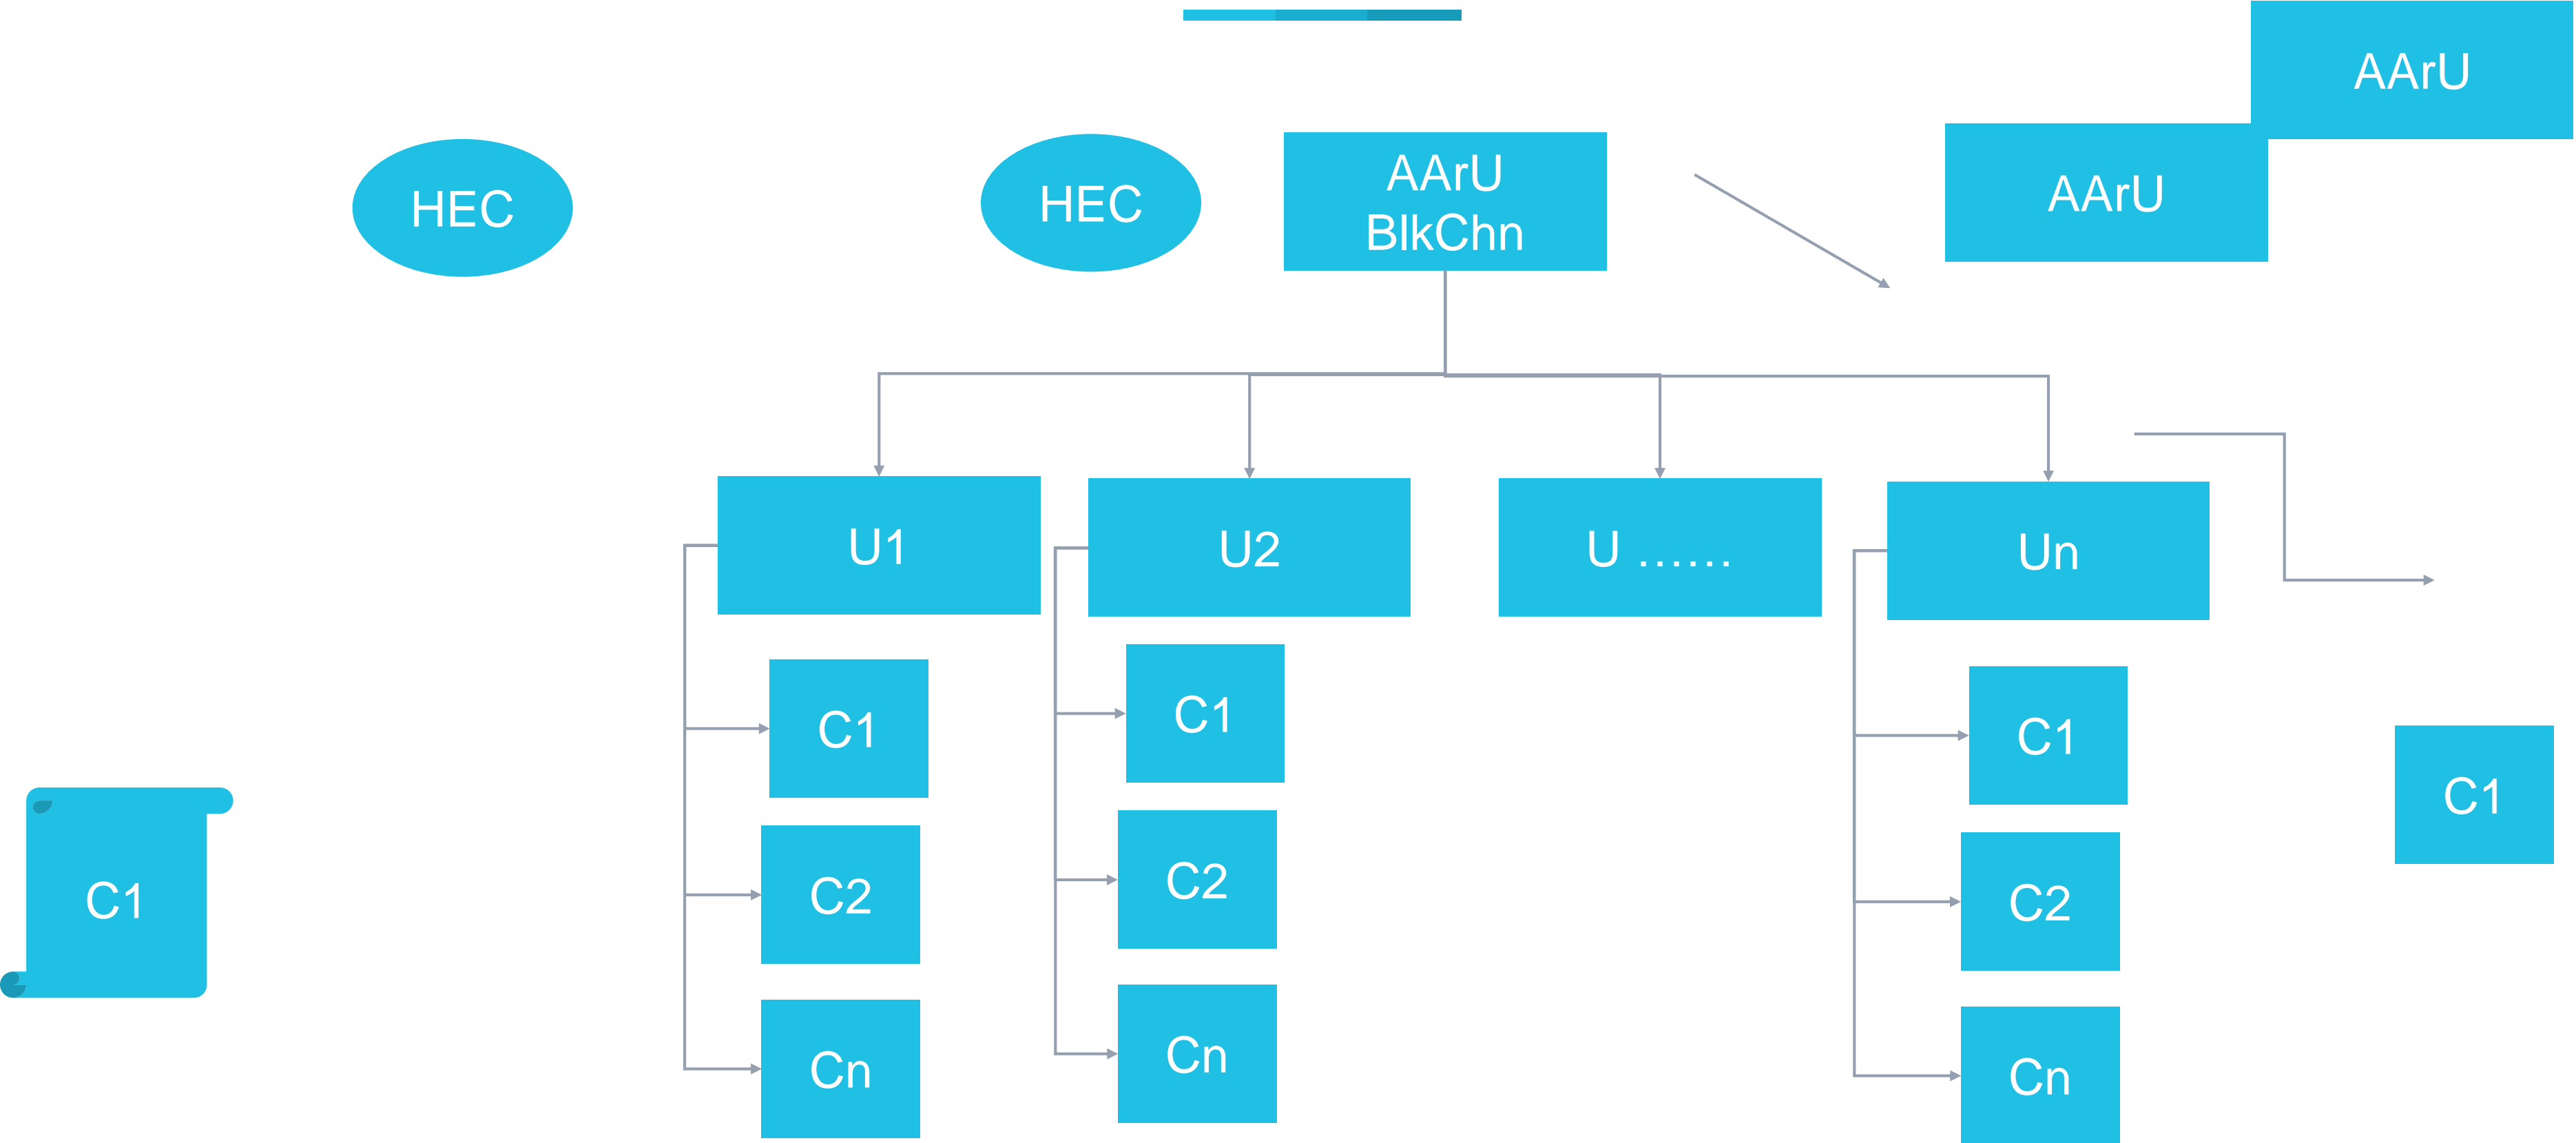 AArU
AArU
HEC
HEC
AArU
BlkChn
U1
U2
U ......
Un
C1
C1
C1
C1
C1
C2
C2
C2
Cn
Cn
Cn